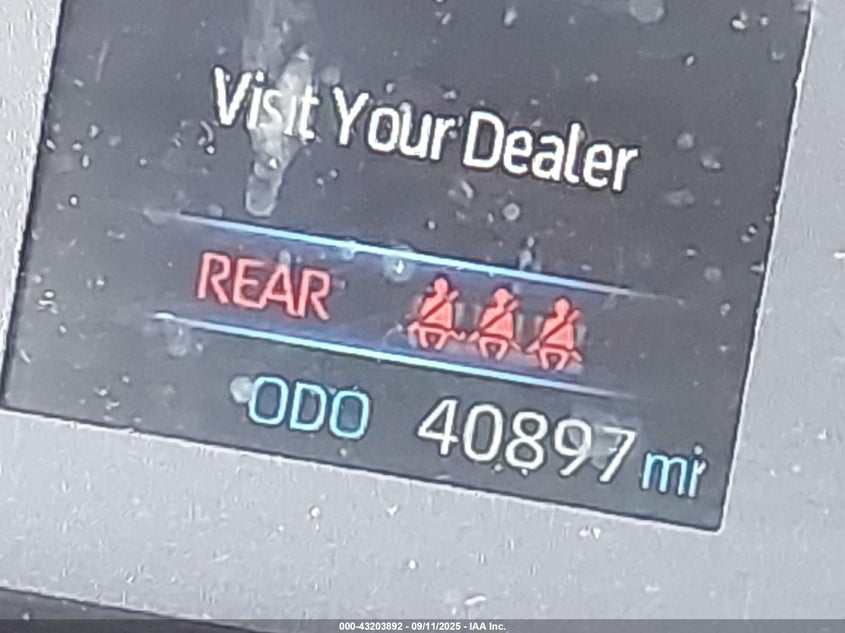 Visit Your Dealer
REAR
ODO 40897 mi
000-43203892 - 09/11/2025 - IAA Inc.